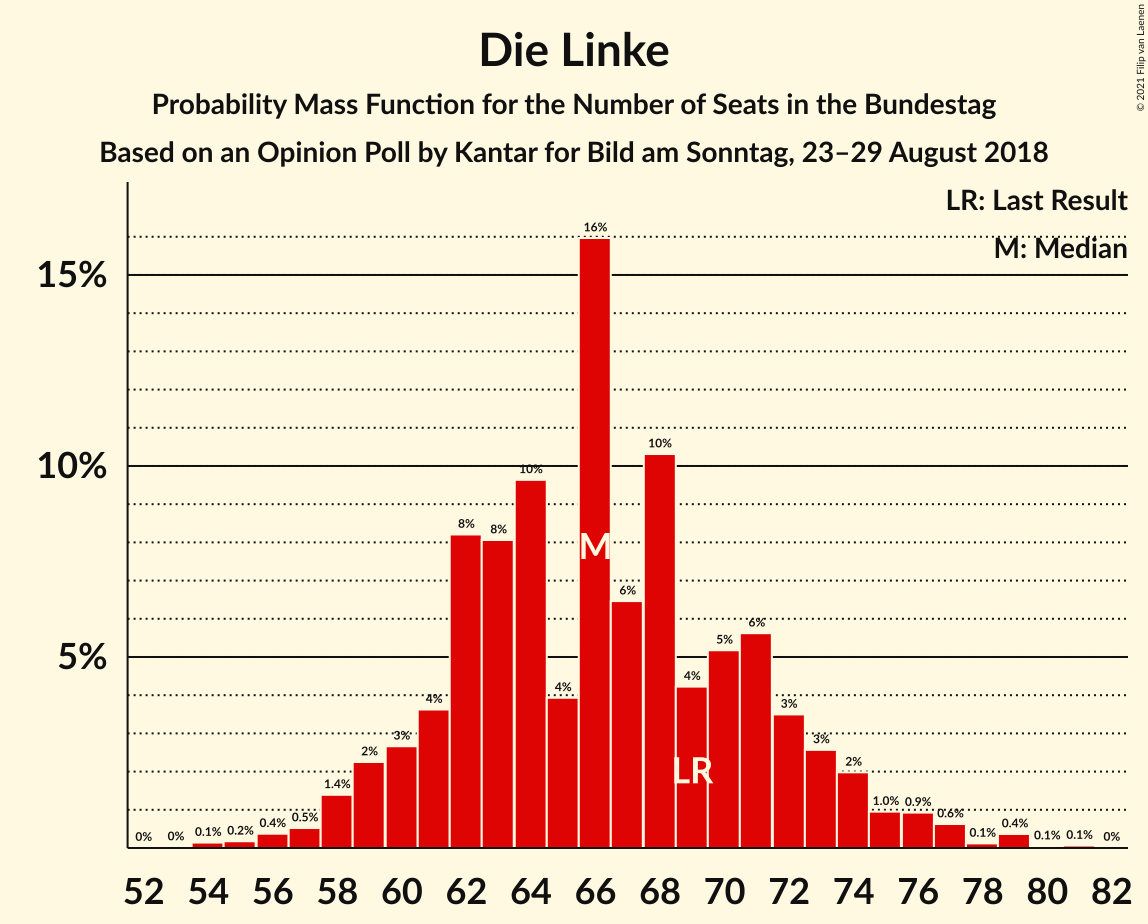 Die Linke
Probability Mass Function for the Number of Seats in the Bundestag
Based on an Opinion Poll by Kantar for Bild am Sonntag, 23–29 August 2018
© 2021 Filip van Laenen
LR: Last Result
M: Median
15%
10%
5%
0% 0% 0.1% 0.2% 0.4% 0.5% 1.4% 2% 3% 4% 8% 8% 10% 4% 16% 6% 10% 4% 5% 6% 3% 3% 2% 1.0% 0.9% 0.6% 0.1% 0.4% 0.1% 0.1% 0%
M
LR
52 54 56 58 60 62 64 66 68 70 72 74 76 78 80 82